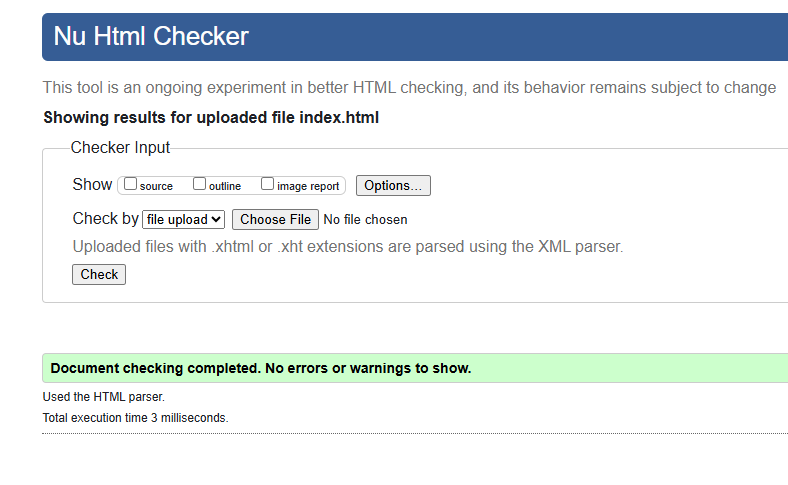 Nu Html Checker
This tool is an ongoing experiment in better HTML checking, and its behavior remains subject to change
Showing results for uploaded file index.html
Checker Input
Show source outline image report Options...
Check by file upload Choose File No file chosen
Uploaded files with .xhtml or .xht extensions are parsed using the XML parser.
Check
Document checking completed. No errors or warnings to show.
Used the HTML parser.
Total execution time 3 milliseconds.